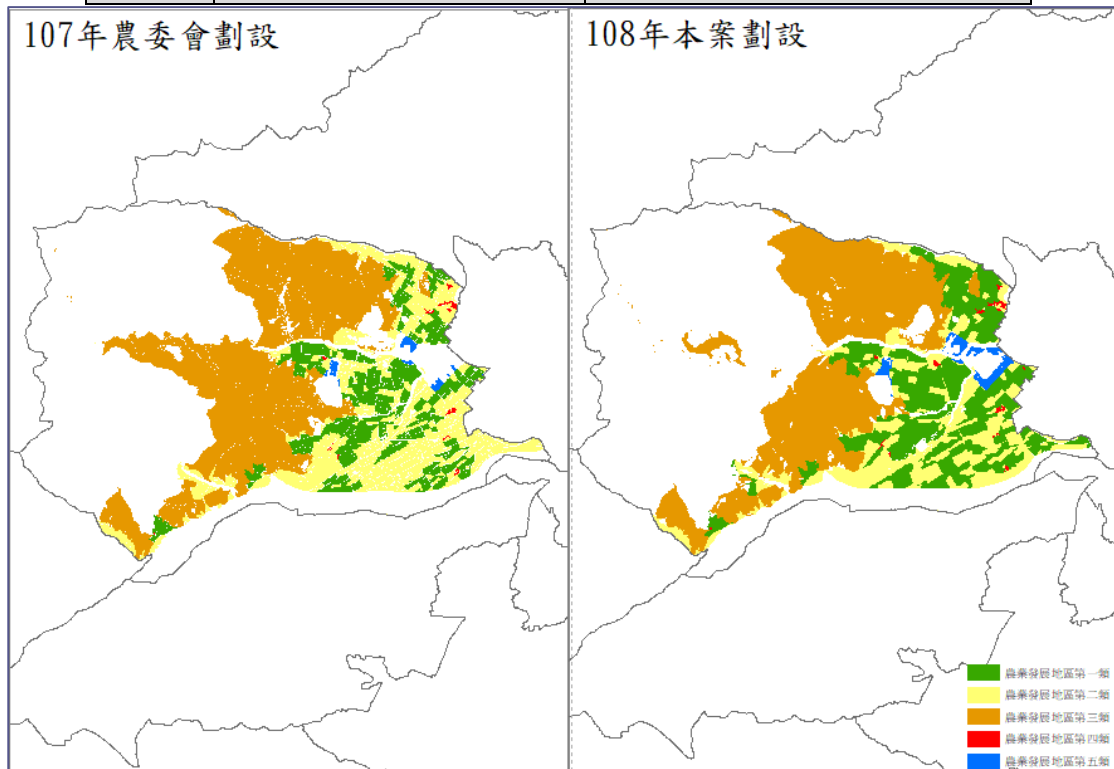 107年農委會劃設
108年本案劃設
農業發展地區第一類
農業發展地區第二類
農業發展地區第三類
農業發展地區第四類
農業發展地區第五類